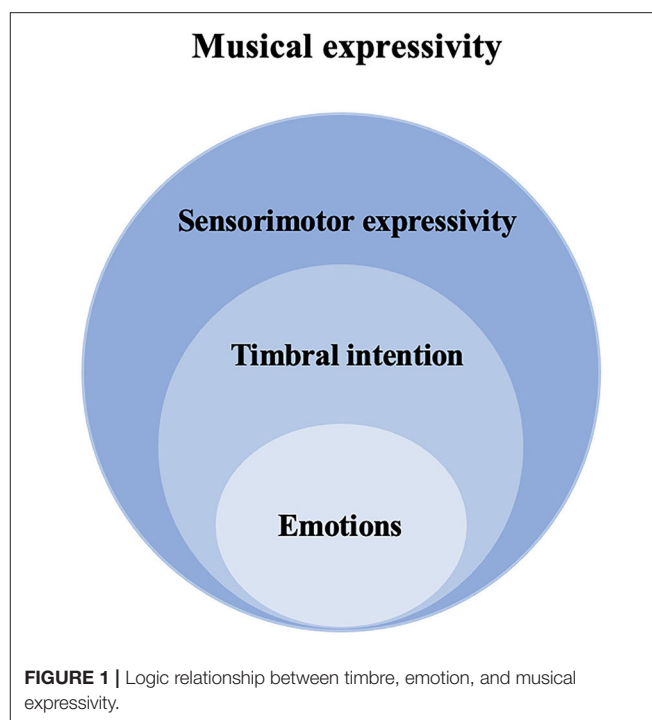 Musical expressivity
Sensorimotor expressivity
Timbral intention
Emotions
FIGURE 1 | Logic relationship between timbre, emotion, and musical
expressivity.